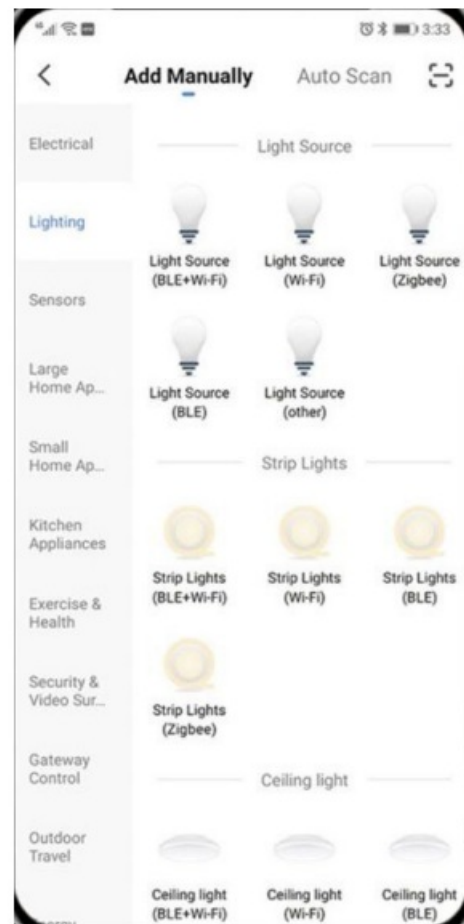 3:33
Add Manually
Auto Scan
Electrical
Lighting
Sensors
Large
Home Ap...
Small
Home Ap...
Kitchen
Appliances
Exercise &
Health
Security &
Video Sur...
Gateway
Control
Outdoor
Travel
Light Source
Light Source
(BLE+Wi-Fi)
Light Source
(Wi-Fi)
Light Source
(Zigbee)
Light Source
(BLE)
Light Source
(other)
Strip Lights
Strip Lights
(BLE+Wi-Fi)
Strip Lights
(Wi-Fi)
Strip Lights
(BLE)
Strip Lights
(Zigbee)
Ceiling light
Ceiling light
(BLE+Wi-Fi)
Ceiling light
(Wi-Fi)
Ceiling light
(BLE)